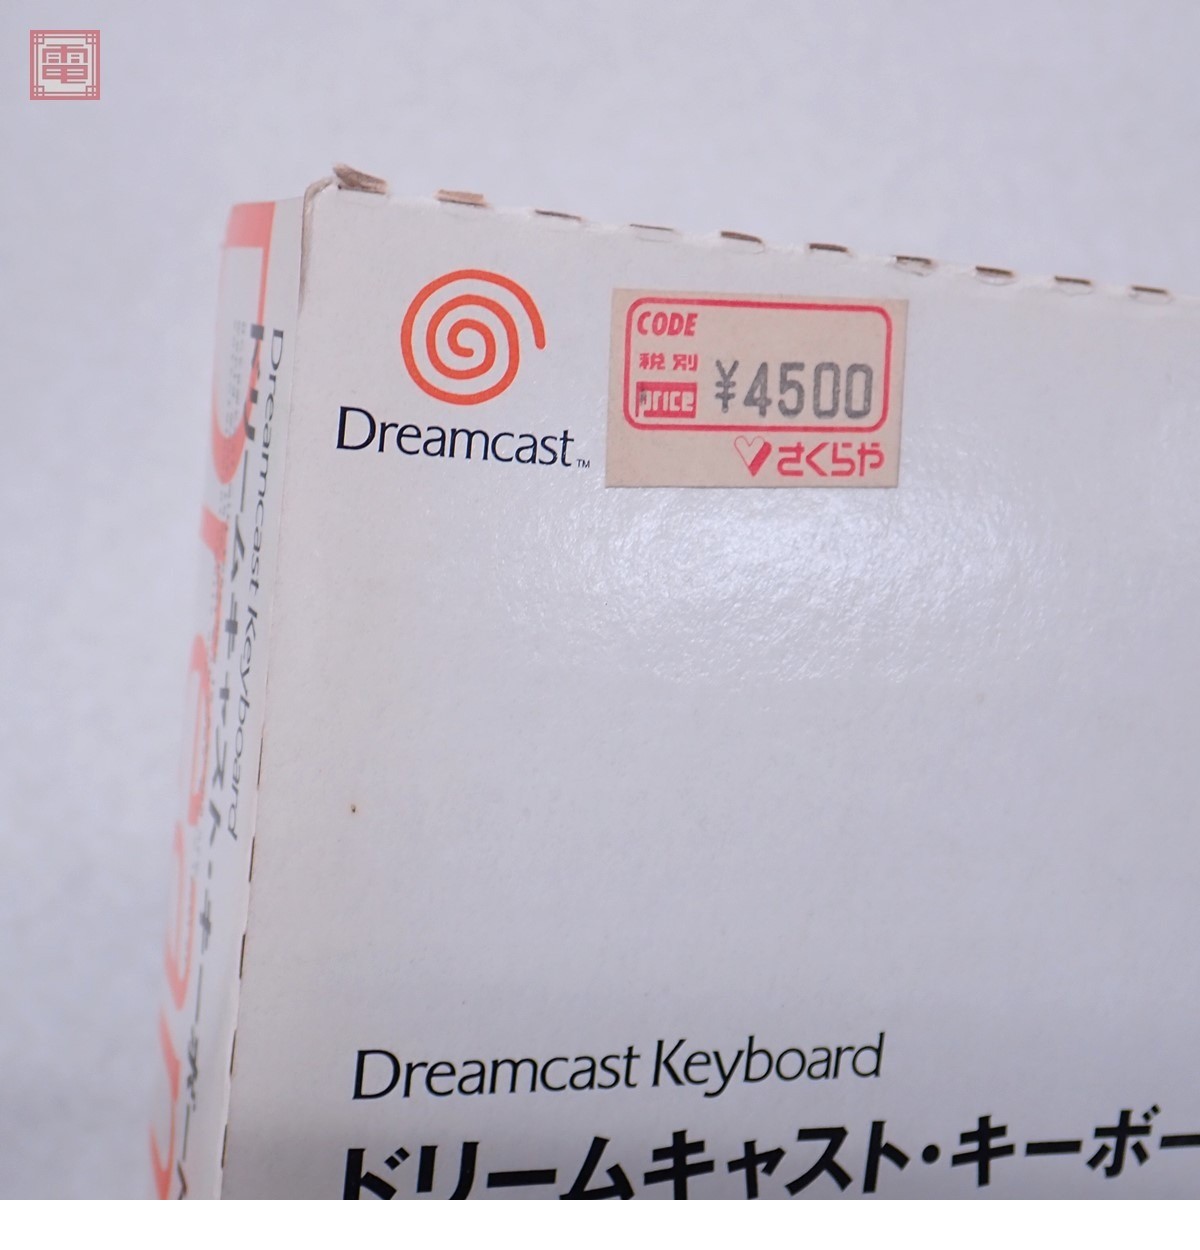 電
Dreamcast™
CODE
税別
price ¥4500
さくらや
Dreamcast Keyboard
ドリームキャスト・キーボー
Dreamcast Keyboard
ドリームキャスト・キーボー